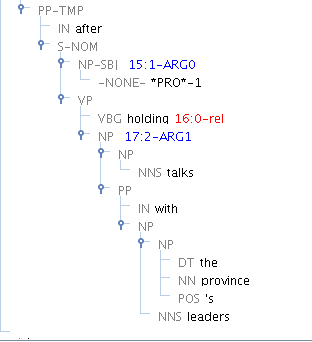 PP-TMP
IN after
S-NOM
NP-SBJ 15:1-ARG0
-NONE- *PRO*-1
VP
VBG holding 16:0-rel
NP 17:2-ARG1
NP
NNS talks
PP
IN with
NP
NP
DT the
NN province
POS 's
NNS leaders